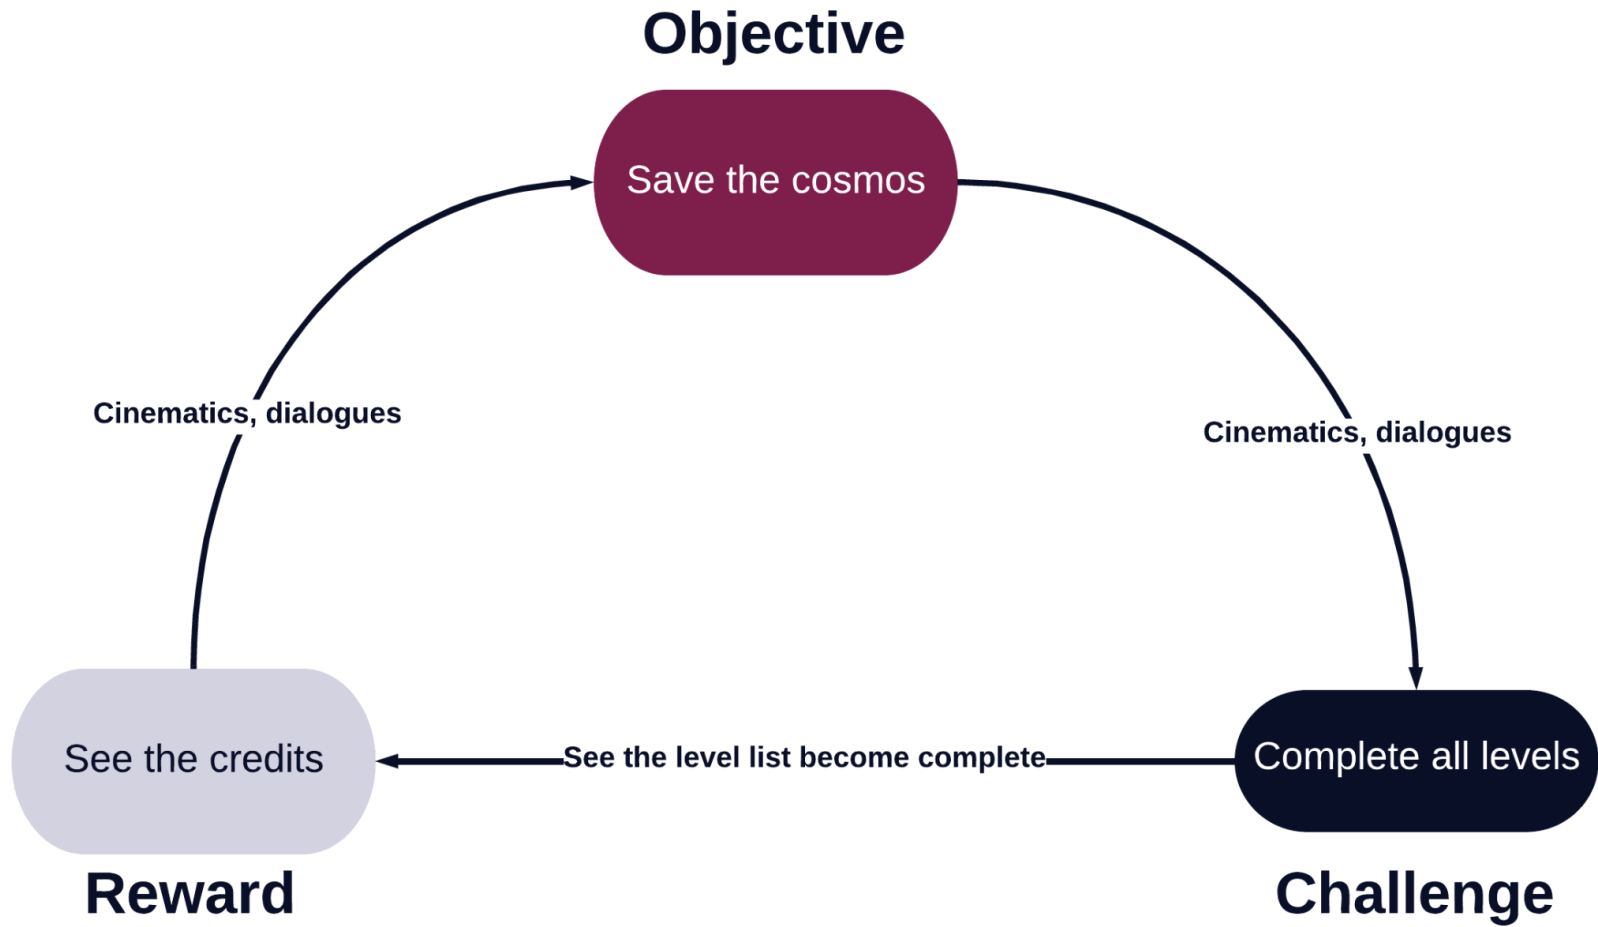 Objective
Save the cosmos
Cinematics, dialogues
Cinematics, dialogues
See the credits
See the level list become complete
Complete all levels
Reward
Challenge